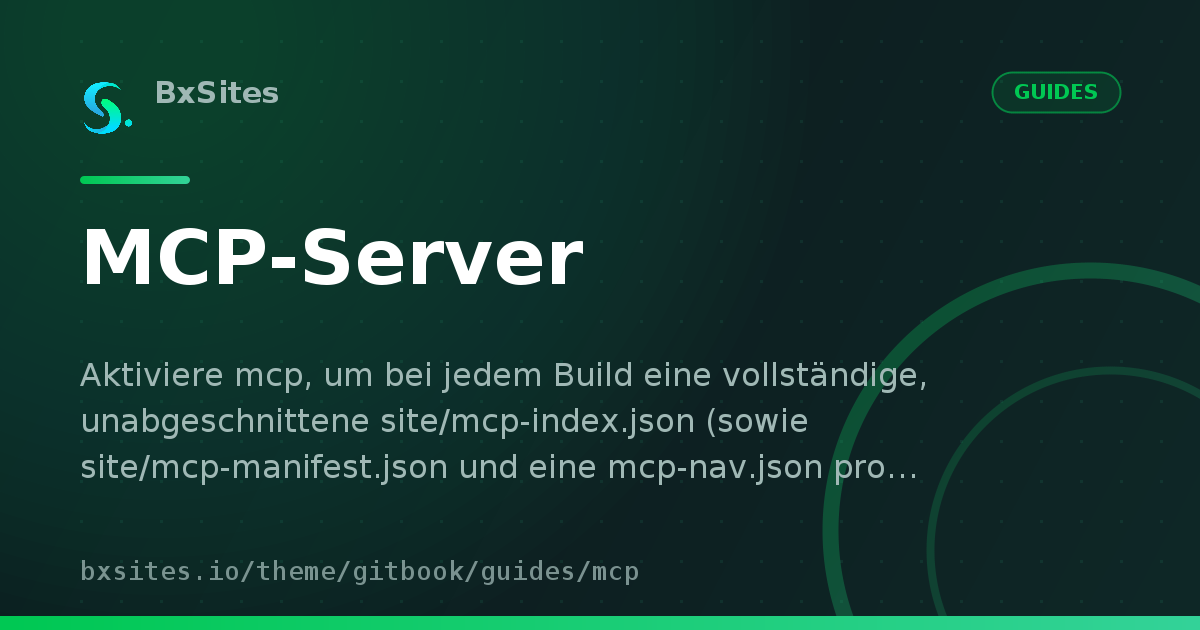 BxSites
GUIDES
MCP-Server
Aktiviere mcp, um bei jedem Build eine vollständige,
unabgeschnittene site/mcp-index.json (sowie
site/mcp-manifest.json und eine mcp-nav.json pro…
bxsites.io/theme/gitbook/guides/mcp